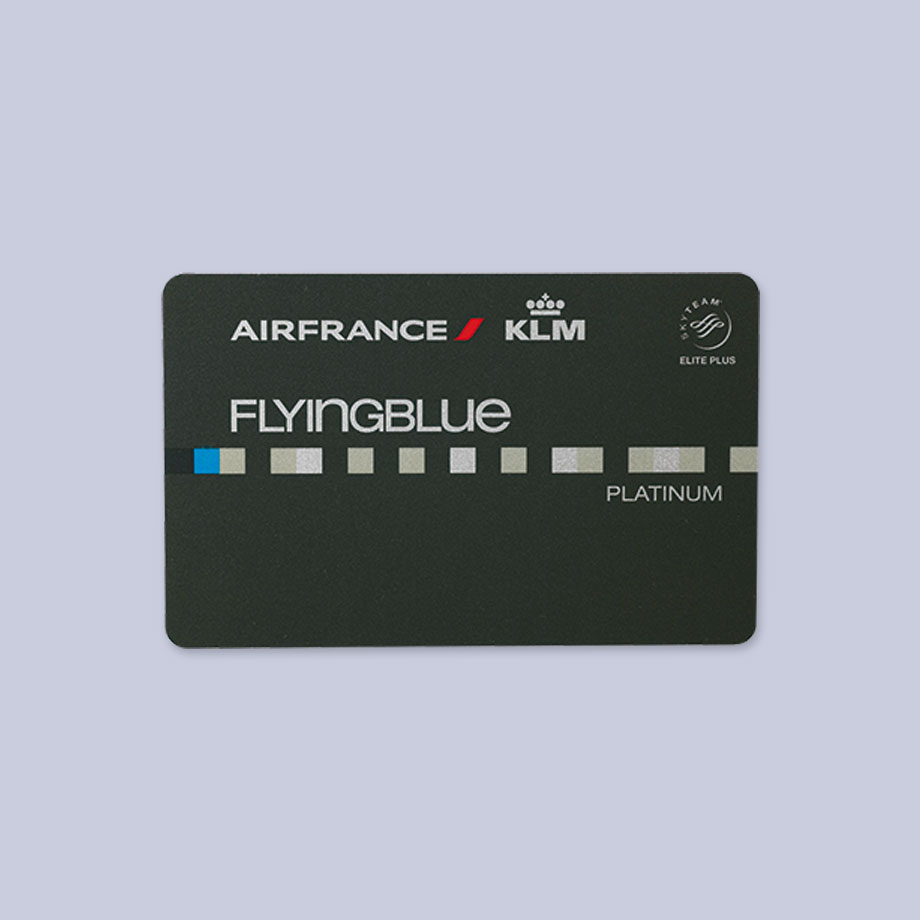 AIRFRANCE KLM
SKYTEAM
ELITE PLUS
FLYINGBLUE
PLATINUM